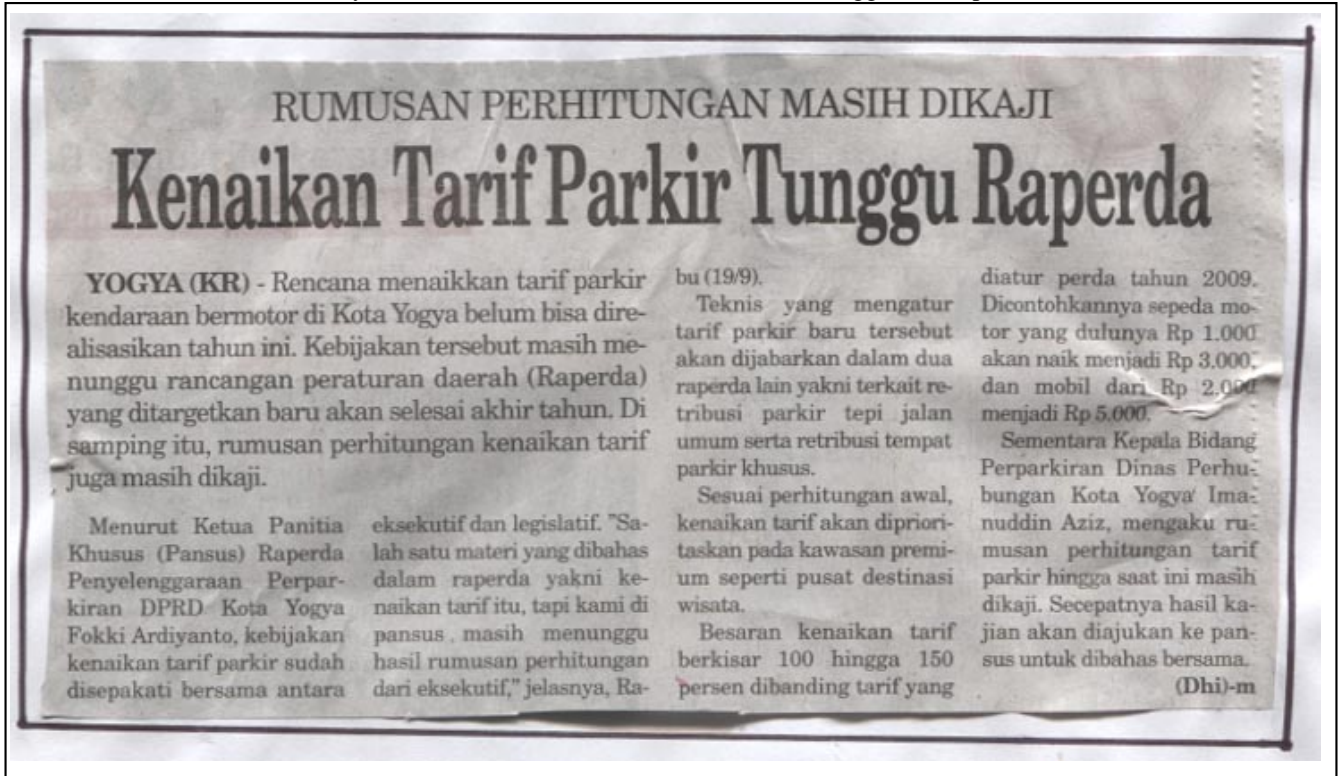 RUMUSAN PERHITUNGAN MASIH DIKAJI
Kenaikan Tarif Parkir Tunggu Raperda
YOGYA (KR) - Rencana menaikkan tarif parkir
kendaraan bermotor di Kota Yogya belum bisa dire-
alisasikan tahun ini. Kebijakan tersebut masih me-
nunggu rancangan peraturan daerah (Raperda)
yang ditargetkan baru akan selesai akhir tahun. Di
samping itu, rumusan perhitungan kenaikan tarif
juga masih dikaji.
Menurut Ketua Panitia
Khusus (Pansus) Raperda
Penyelenggaraan Perpar-
kiran DPRD Kota Yogya
Fokki Ardiyanto, kebijakan
kenaikan tarif parkir sudah
disepakati bersama antara
eksekutif dan legislatif. "Sa-
lah satu materi yang dibahas
dalam raperda yakni ke-
naikan tarif itu, tapi kami di
pansus masih menunggu
hasil rumusan perhitungan
dari eksekutif," jelasnya, Ra-
bu (19/9).
Teknis yang mengatur
tarif parkir baru tersebut
akan dijabarkan dalam dua
raperda lain yakni terkait re-
tribusi parkir tepi jalan
umum serta retribusi tempat
parkir khusus.
Sesuai perhitungan awal,
kenaikan tarif akan dipriori-
taskan pada kawasan premi-
um seperti pusat destinasi
wisata.
Besaran kenaikan tarif
berkisar 100 hingga 150
persen dibanding tarif yang
diatur perda tahun 2009.
Dicontohkannya sepeda mo-
tor yang dulunya Rp 1.000
akan naik menjadi Rp 3.000,
dan mobil dari Rp 2.000
menjadi Rp 5.000.
Sementara Kepala Bidang
Perparkiran Dinas Perhu-
bungan Kota Yogya Ima-
nuddin Aziz, mengaku ru-
musan perhitungan tarif
parkir hingga saat ini masih
dikaji. Secepatnya hasil ka-
jian akan diajukan ke pan-
sus untuk dibahas bersama.
(Dhi)-m